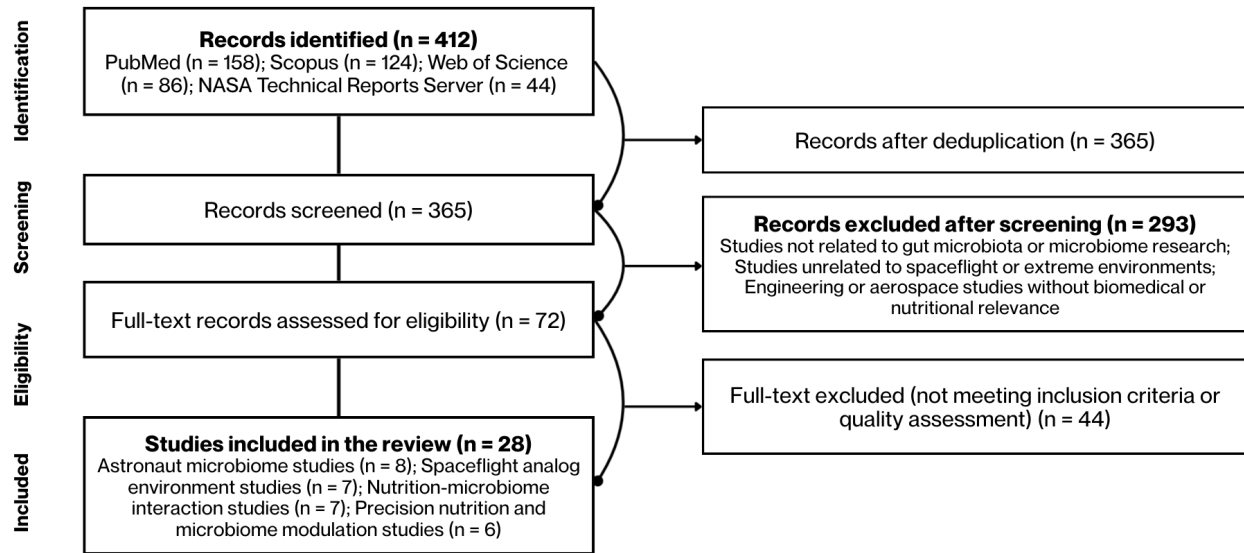 Identification
Records identified (n = 412)
PubMed (n = 158); Scopus (n = 124); Web of Science
(n = 86); NASA Technical Reports Server (n = 44)
Records after deduplication (n = 365)
Screening
Records screened (n = 365)
Records excluded after screening (n = 293)
Studies not related to gut microbiota or microbiome research;
Studies unrelated to spaceflight or extreme environments;
Engineering or aerospace studies without biomedical or
nutritional relevance
Eligibility
Full-text records assessed for eligibility (n = 72)
Full-text excluded (not meeting inclusion criteria or
quality assessment) (n = 44)
Included
Studies included in the review (n = 28)
Astronaut microbiome studies (n = 8); Spaceflight analog
environment studies (n = 7); Nutrition-microbiome
interaction studies (n = 7); Precision nutrition and
microbiome modulation studies (n = 6)